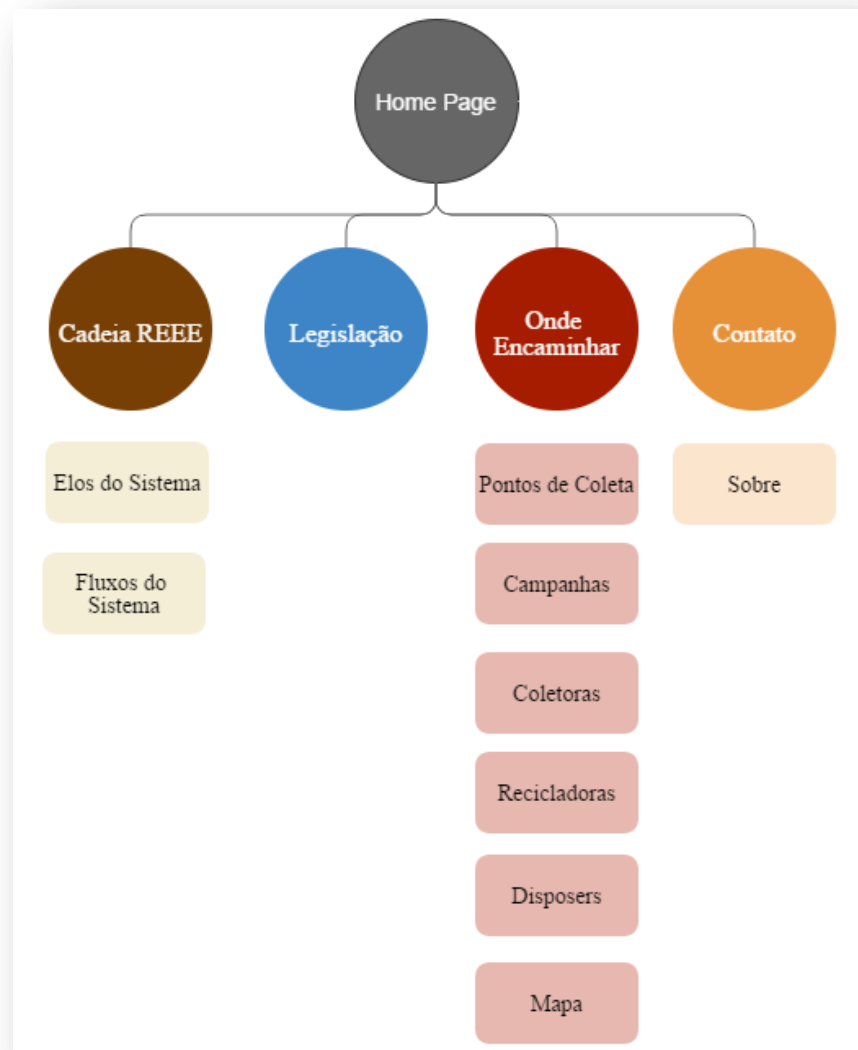 Home Page
Cadeia REEE
Legislação
Onde
Encaminhar
Contato
Elos do Sistema
Pontos de Coleta
Sobre
Fluxos do
Sistema
Campanhas
Coletoras
Recicladoras
Disposers
Mapa